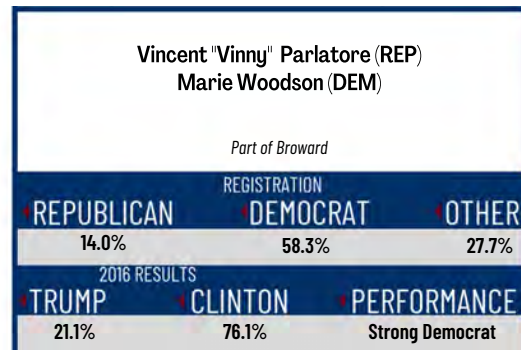 Vincent "Vinny" Parlatore (REP)
Marie Woodson (DEM)
Part of Broward
REGISTRATION
REPUBLICAN DEMOCRAT OTHER
14.0% 58.3% 27.7%
2016 RESULTS
TRUMP CLINTON PERFORMANCE
21.1% 76.1% Strong Democrat